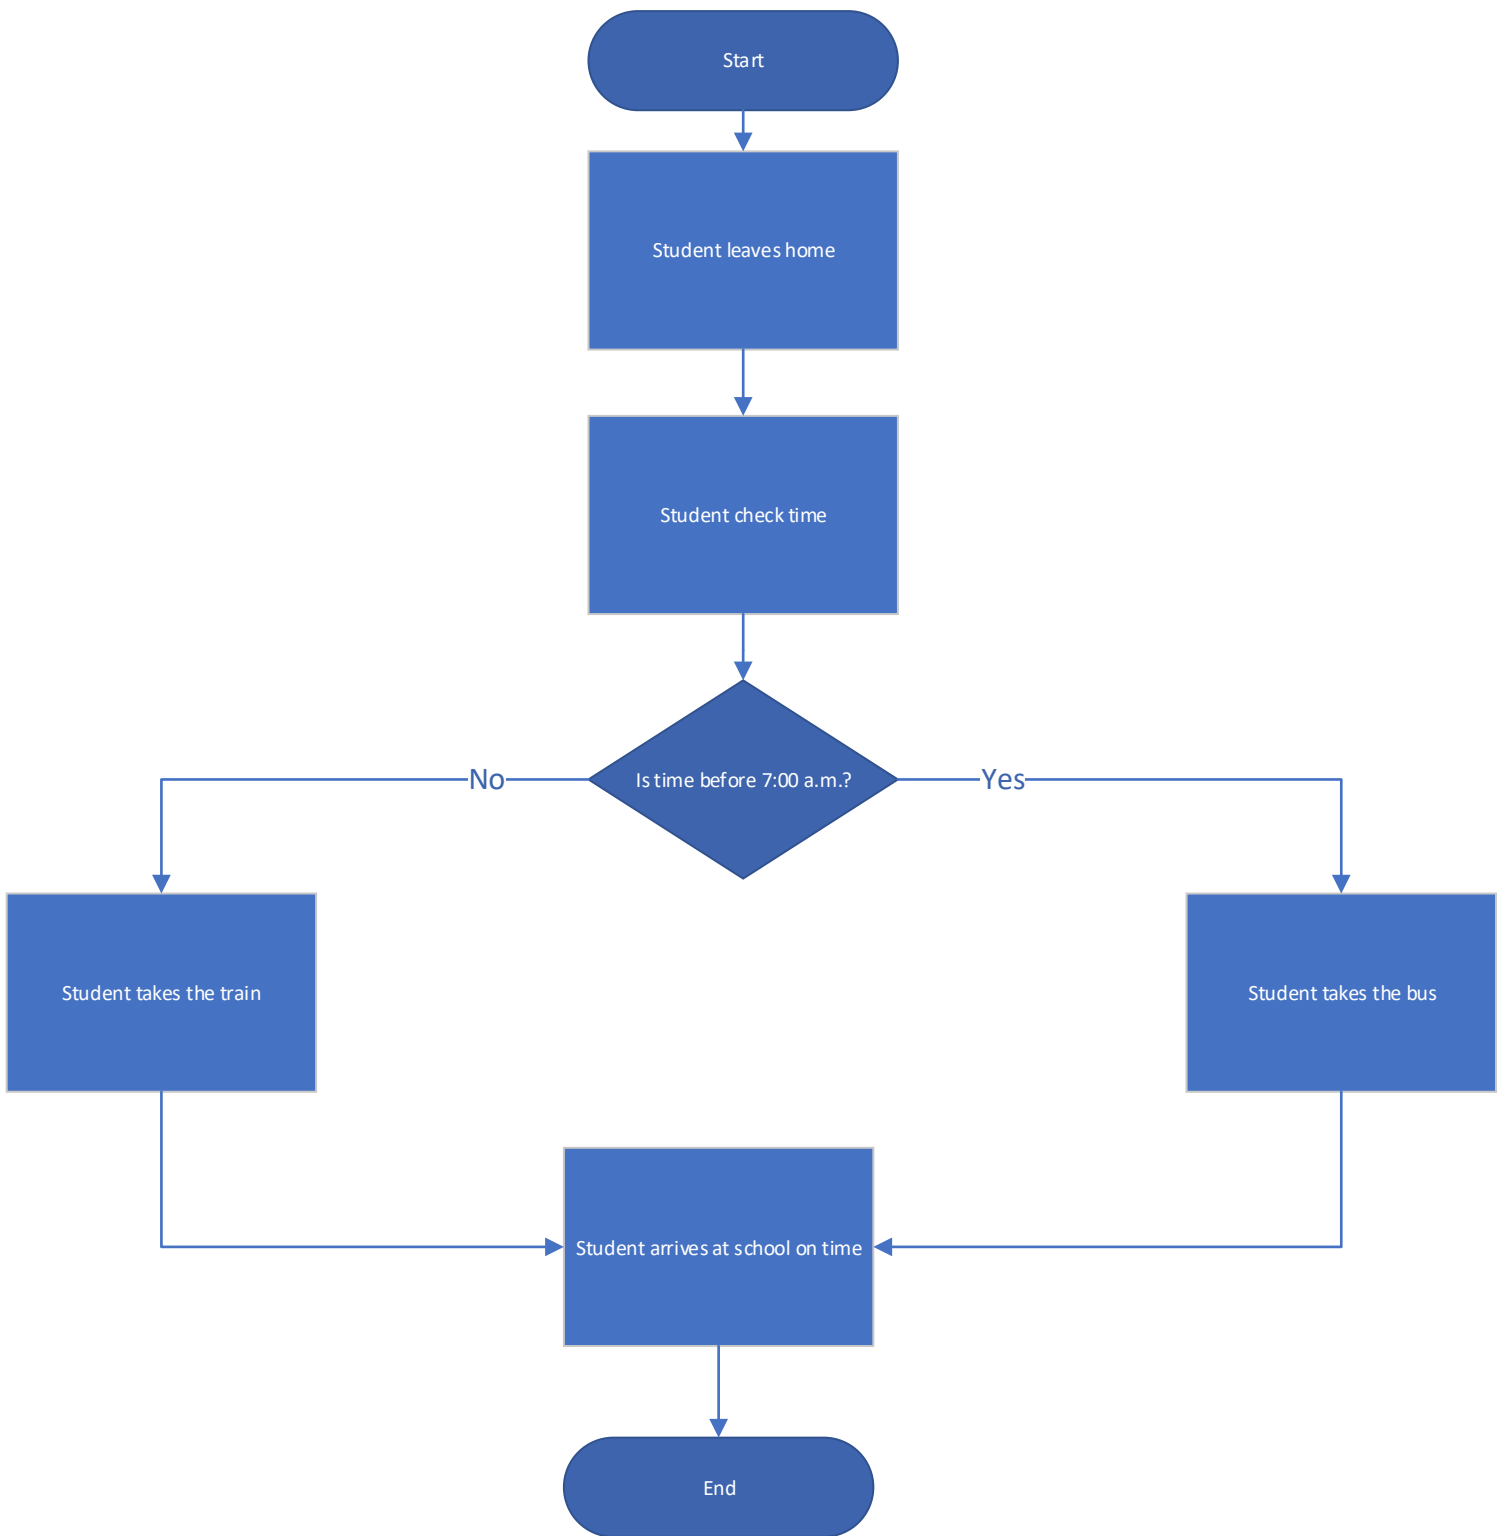 Start
Student leaves home
Student check time
Is time before 7:00 a.m.?
No
Yes
Student takes the train
Student takes the bus
Student arrives at school on time
End